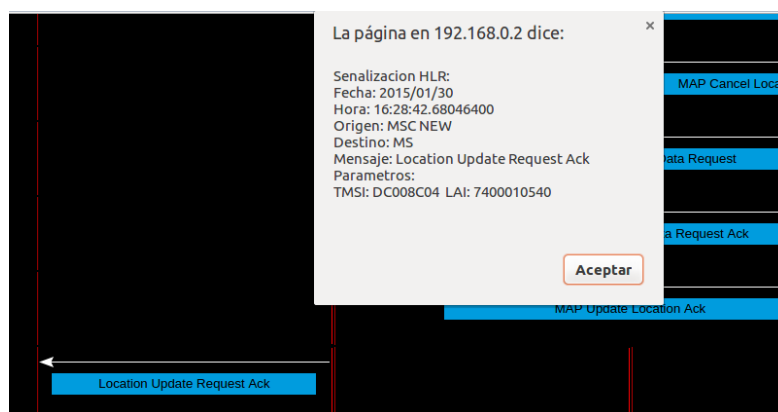 La página en 192.168.0.2 dice:
×
Senalizacion HLR:
Fecha: 2015/01/30
Hora: 16:28:42.68046400
Origen: MSC NEW
Destino: MS
Mensaje: Location Update Request Ack
Parametros:
TMSI: DC008C04 LAI: 7400010540
Aceptar
MAP Cancel Loca
Data Request
a Request Ack
MAP Update Location Ack
Location Update Request Ack